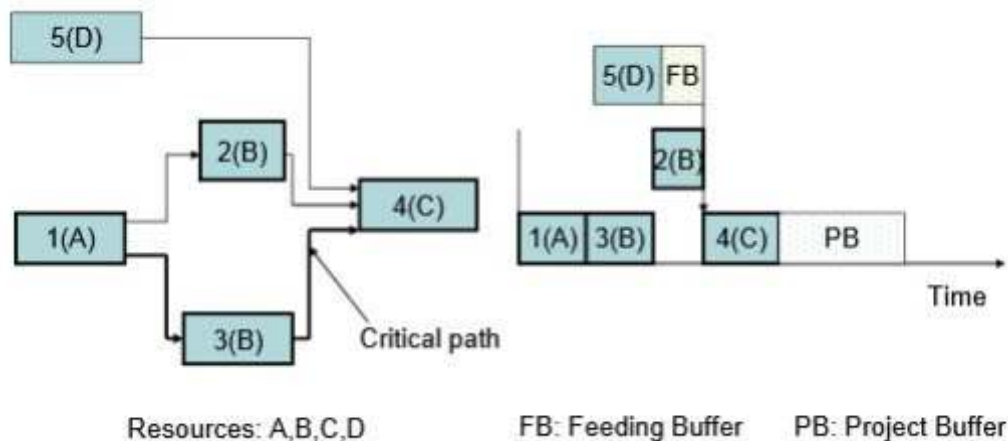 5(D)
2(B)
1(A)
4(C)
3(B)
Critical path
Resources: A,B,C,D
5(D) FB
2(B)
1(A) 3(B) 4(C) PB
Time
FB: Feeding Buffer PB: Project Buffer